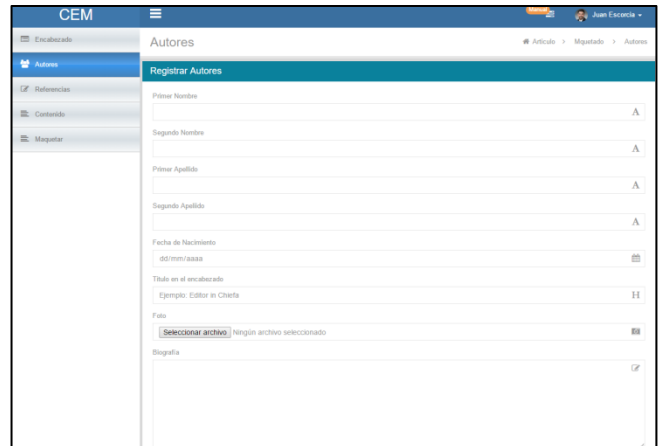 CEM
Manual
Juan Escorcia
Encabezado
Autores
Referencias
Contenido
Maquetar
Autores
Articulo > Mquetado > Autores
Registrar Autores
Primer Nombre
A
Segundo Nombre
A
Primer Apellido
A
Segundo Apellido
A
Fecha de Nacimiento
dd/mm/aaaa
Titulo en el encabezado
Ejemplo: Editor in Chiefa
H
Foto
Seleccionar archivo Ningún archivo seleccionado
Biografía